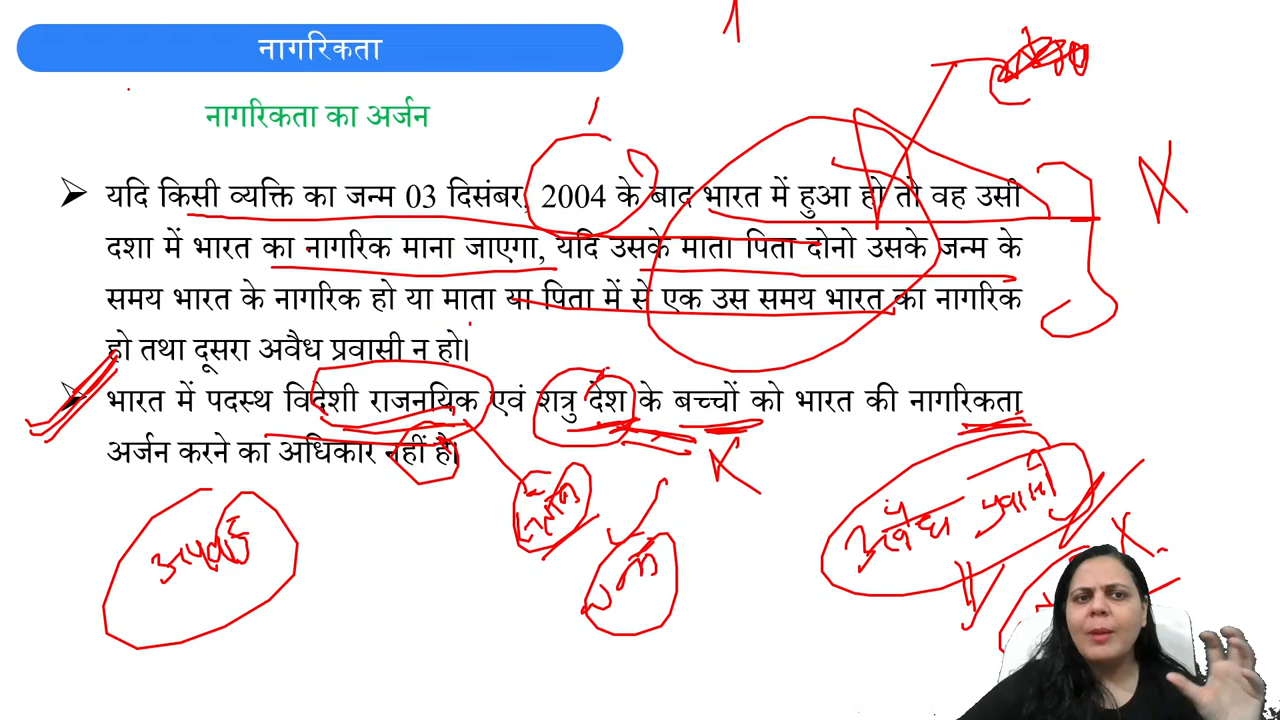 नागरिकता
नागरिकता का अर्जन
यदि किसी व्यक्ति का जन्म 03 दिसंबर, 2004 के बाद भारत में हुआ हो तो वह उसी
दशा में भारत का नागरिक माना जाएगा, यदि उसके माता पिता दोनो उसके जन्म के
समय भारत के नागरिक हो या माता या पिता में से एक उस समय भारत का नागरिक
हो तथा दूसरा अवैध प्रवासी न हो।
भारत में पदस्थ विदेशी राजनयिक एवं शत्रु देश के बच्चों को भारत की नागरिकता
अर्जन करने का अधिकार नहीं है।
अवैध प्रवासी
अपवाद